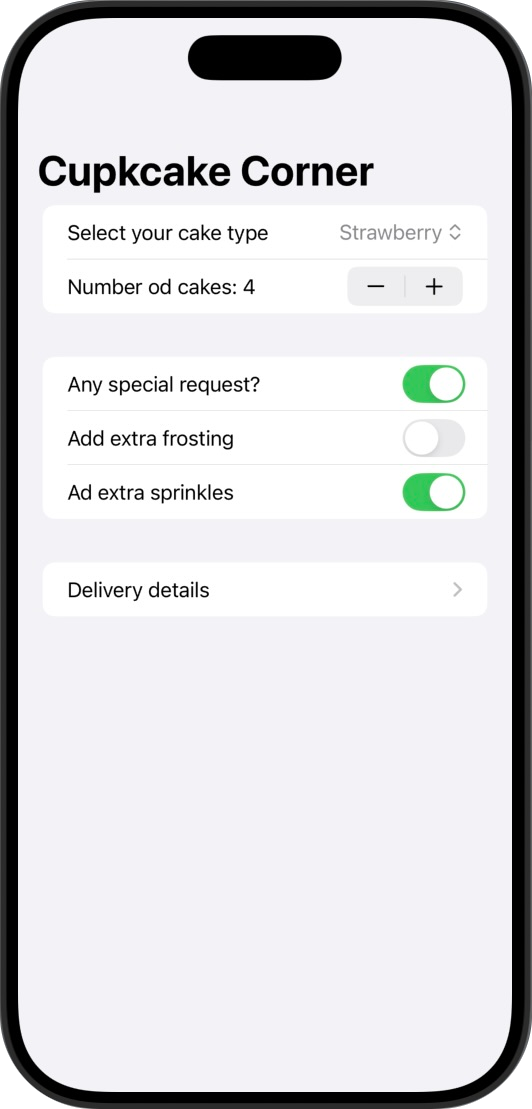 Cupkcake Corner
Select your cake type Strawberry
Number od cakes: 4
Any special request?
Add extra frosting
Ad extra sprinkles
Delivery details